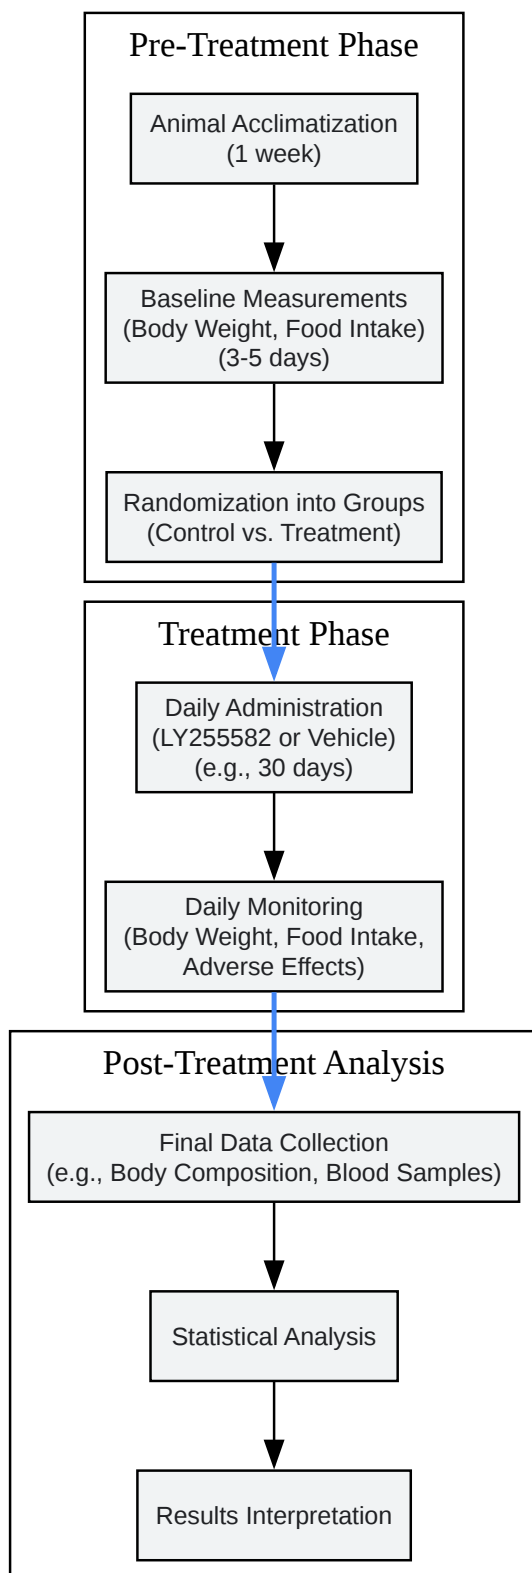 Pre-Treatment Phase
Animal Acclimatization
(1 week)
Baseline Measurements
(Body Weight, Food Intake)
(3-5 days)
Randomization into Groups
(Control vs. Treatment)
Treatment Phase
Daily Administration
(LY255582 or Vehicle)
(e.g., 30 days)
Daily Monitoring
(Body Weight, Food Intake,
Adverse Effects)
Post-Treatment Analysis
Final Data Collection
(e.g., Body Composition, Blood Samples)
Statistical Analysis
Results Interpretation